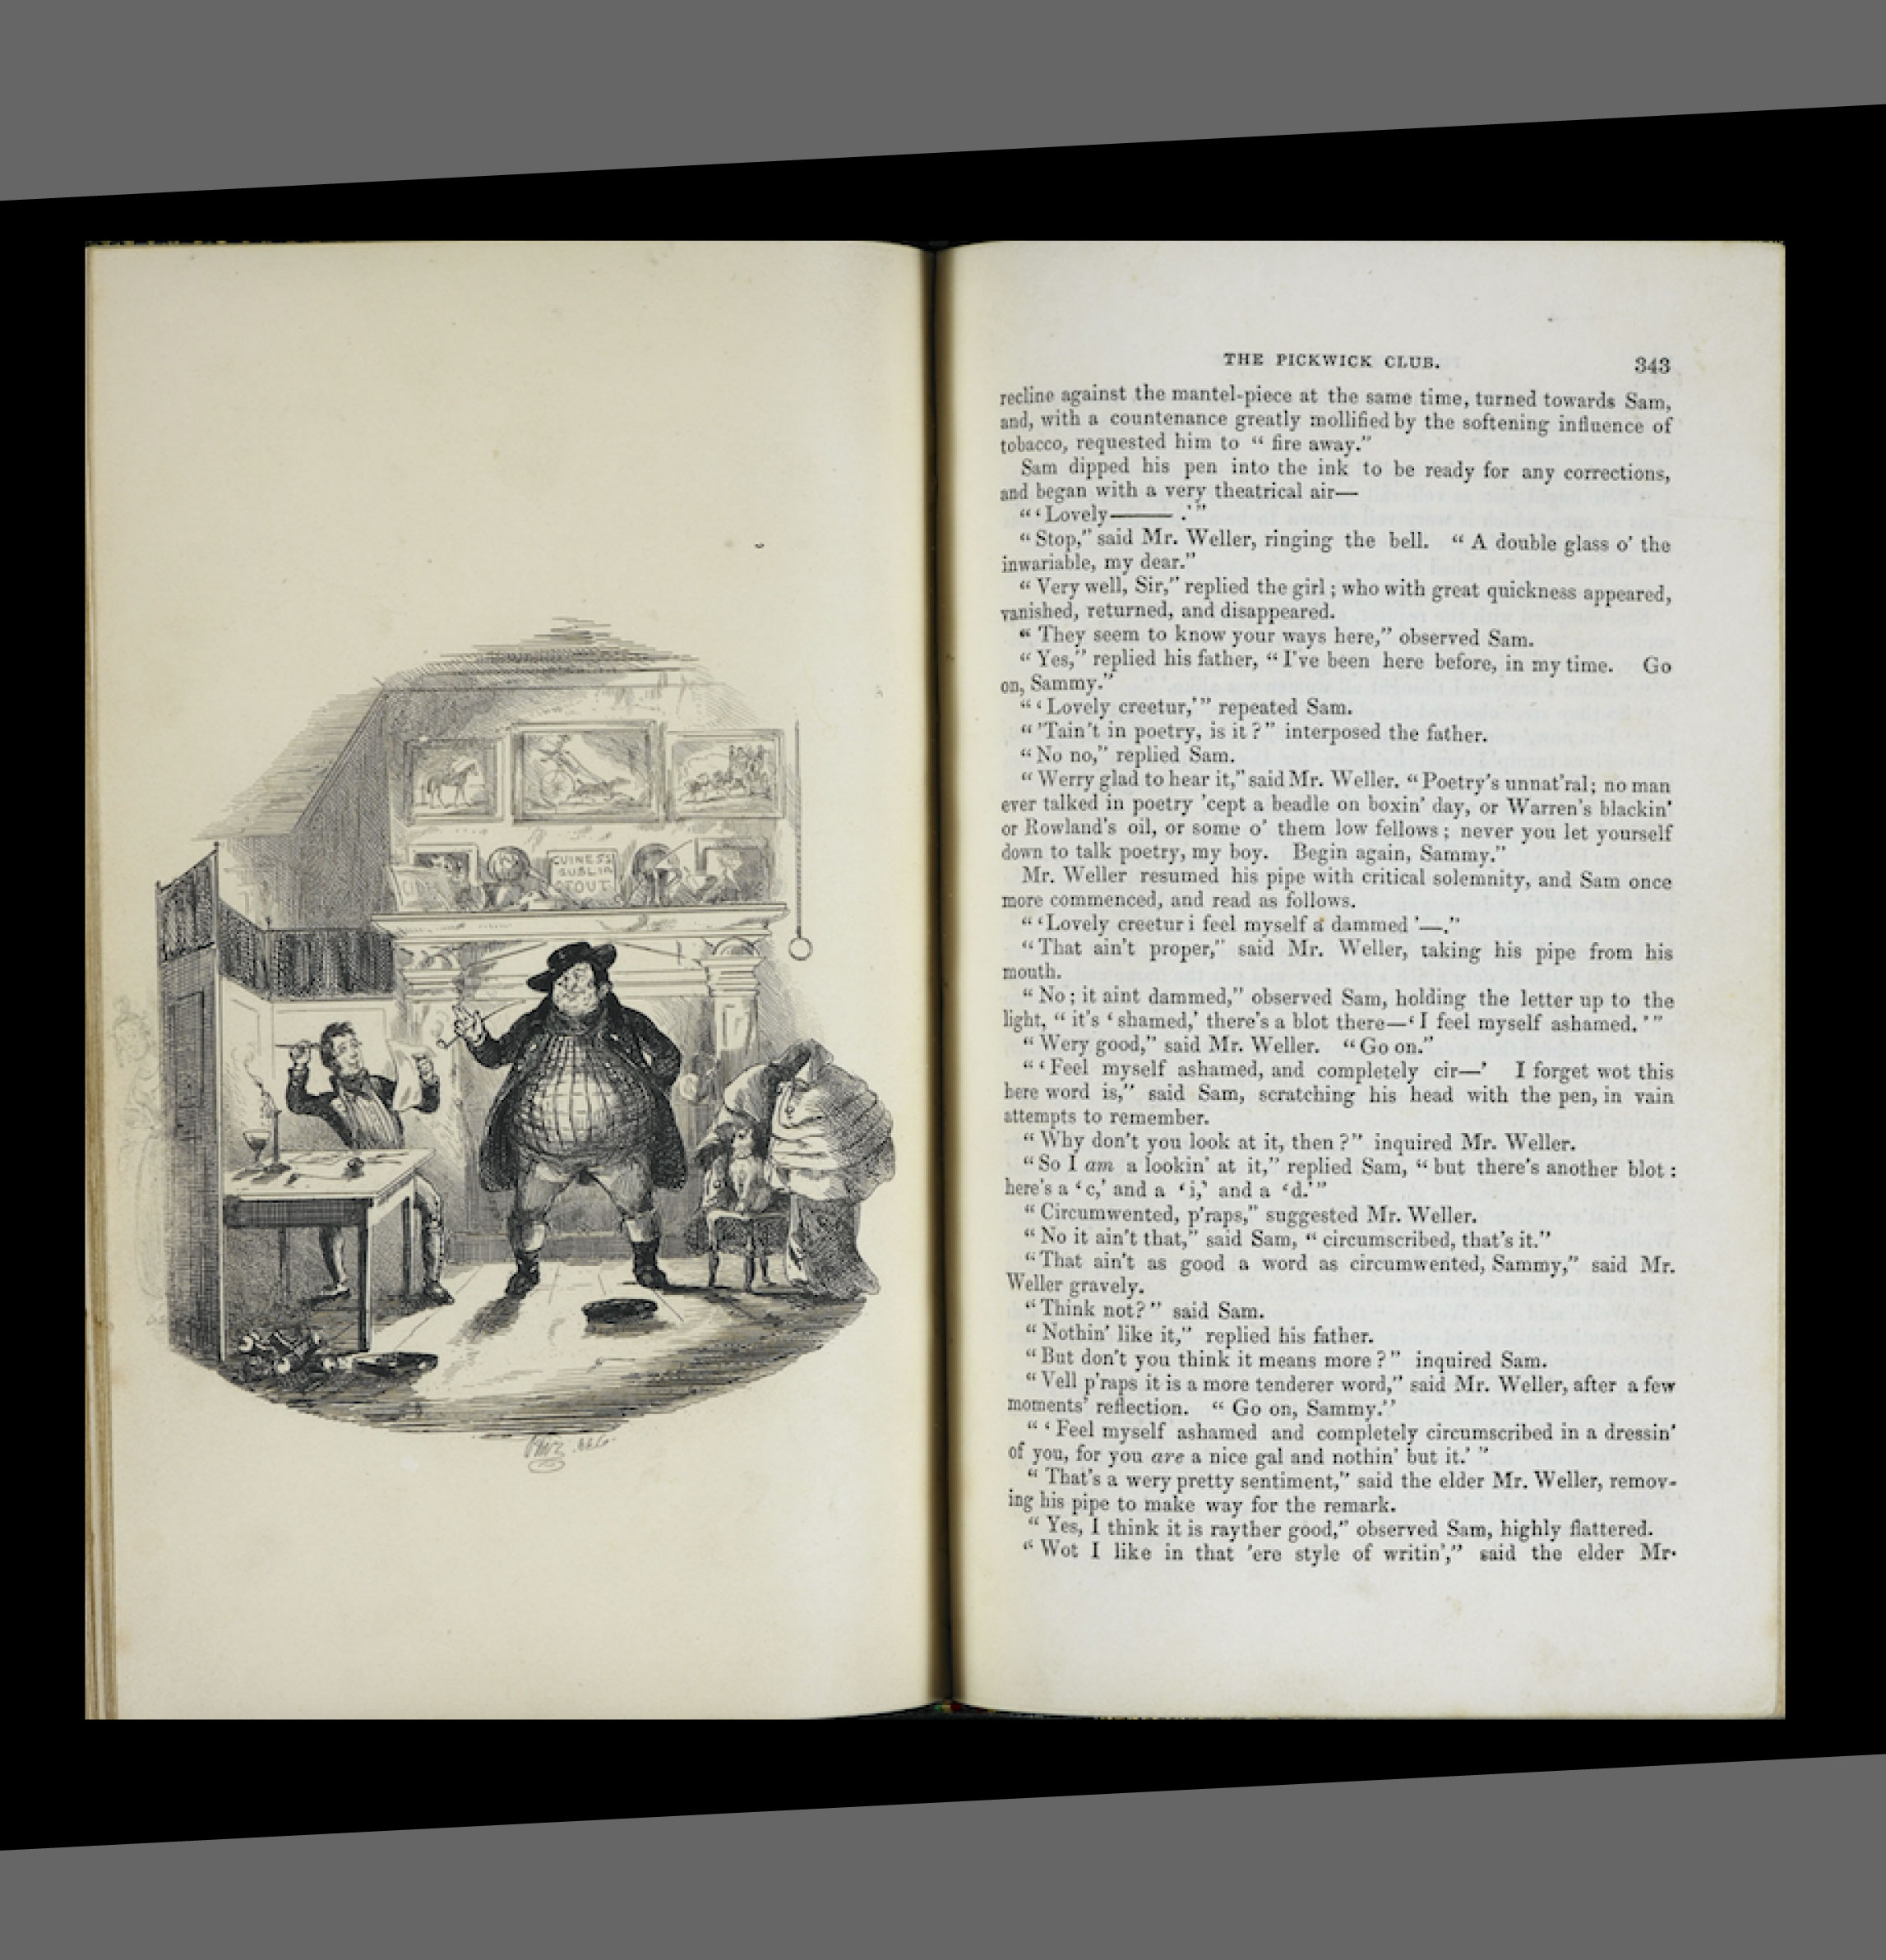 GUINESS
DUBLIN
STOUT
THE PICKWICK CLUB. 343
recline against the mantel-piece at the same time, turned towards Sam,
and, with a countenance greatly mollified by the softening influence of
tobacco, requested him to “ fire away.”
Sam dipped his pen into the ink to be ready for any corrections,
and began with a very theatrical air—
“‘Lovely——— .’”
“Stop,” said Mr. Weller, ringing the bell. “ A double glass o’ the
inwariable, my dear.”
“ Very well, Sir,” replied the girl ; who with great quickness appeared,
vanished, returned, and disappeared.
“ They seem to know your ways here,” observed Sam.
“ Yes,” replied his father, “ I’ve been here before, in my time. Go
on, Sammy.”
“‘Lovely creetur,’” repeated Sam.
“ ’Tain’t in poetry, is it ?” interposed the father.
“ No no,” replied Sam.
“ Werry glad to hear it,” said Mr. Weller. “ Poetry’s unnat’ral; no man
ever talked in poetry ’cept a beadle on boxin’ day, or Warren’s blackin’
or Rowland’s oil, or some o’ them low fellows ; never you let yourself
down to talk poetry, my boy. Begin again, Sammy.”
Mr. Weller resumed his pipe with critical solemnity, and Sam once
more commenced, and read as follows.
“‘Lovely creetur i feel myself a dammed ’—.”
“That ain’t proper,” said Mr. Weller, taking his pipe from his
mouth.
“ No ; it aint dammed,” observed Sam, holding the letter up to the
light, “ it’s ‘ shamed,’ there’s a blot there—‘ I feel myself ashamed. ’”
“ Wery good,” said Mr. Weller. “ Go on.”
“‘Feel myself ashamed, and completely cir—’ I forget wot this
here word is,” said Sam, scratching his head with the pen, in vain
attempts to remember.
“ Why don’t you look at it, then ?” inquired Mr. Weller.
“So I am a lookin’ at it,” replied Sam, “ but there’s another blot :
here’s a ‘ c,’ and a ‘i,’ and a ‘d.’”
“ Circumwented, p’raps,” suggested Mr. Weller.
“ No it ain’t that,” said Sam, “ circumscribed, that’s it.”
“That ain’t as good a word as circumwented, Sammy,” said Mr.
Weller gravely.
“ Think not? ” said Sam.
“ Nothin’ like it,” replied his father.
“ But don’t you think it means more ? ” inquired Sam.
“ Vell p’raps it is a more tenderer word,” said Mr. Weller, after a few
moments’ reflection. “ Go on, Sammy.”
“ ‘ Feel myself ashamed and completely circumscribed in a dressin’
of you, for you are a nice gal and nothin’ but it.’ ”
“ That’s a wery pretty sentiment,” said the elder Mr. Weller, remov-
ing his pipe to make way for the remark.
“ Yes, I think it is rayther good,” observed Sam, highly flattered.
“ Wot I like in that ’ere style of writin’,” said the elder Mr.